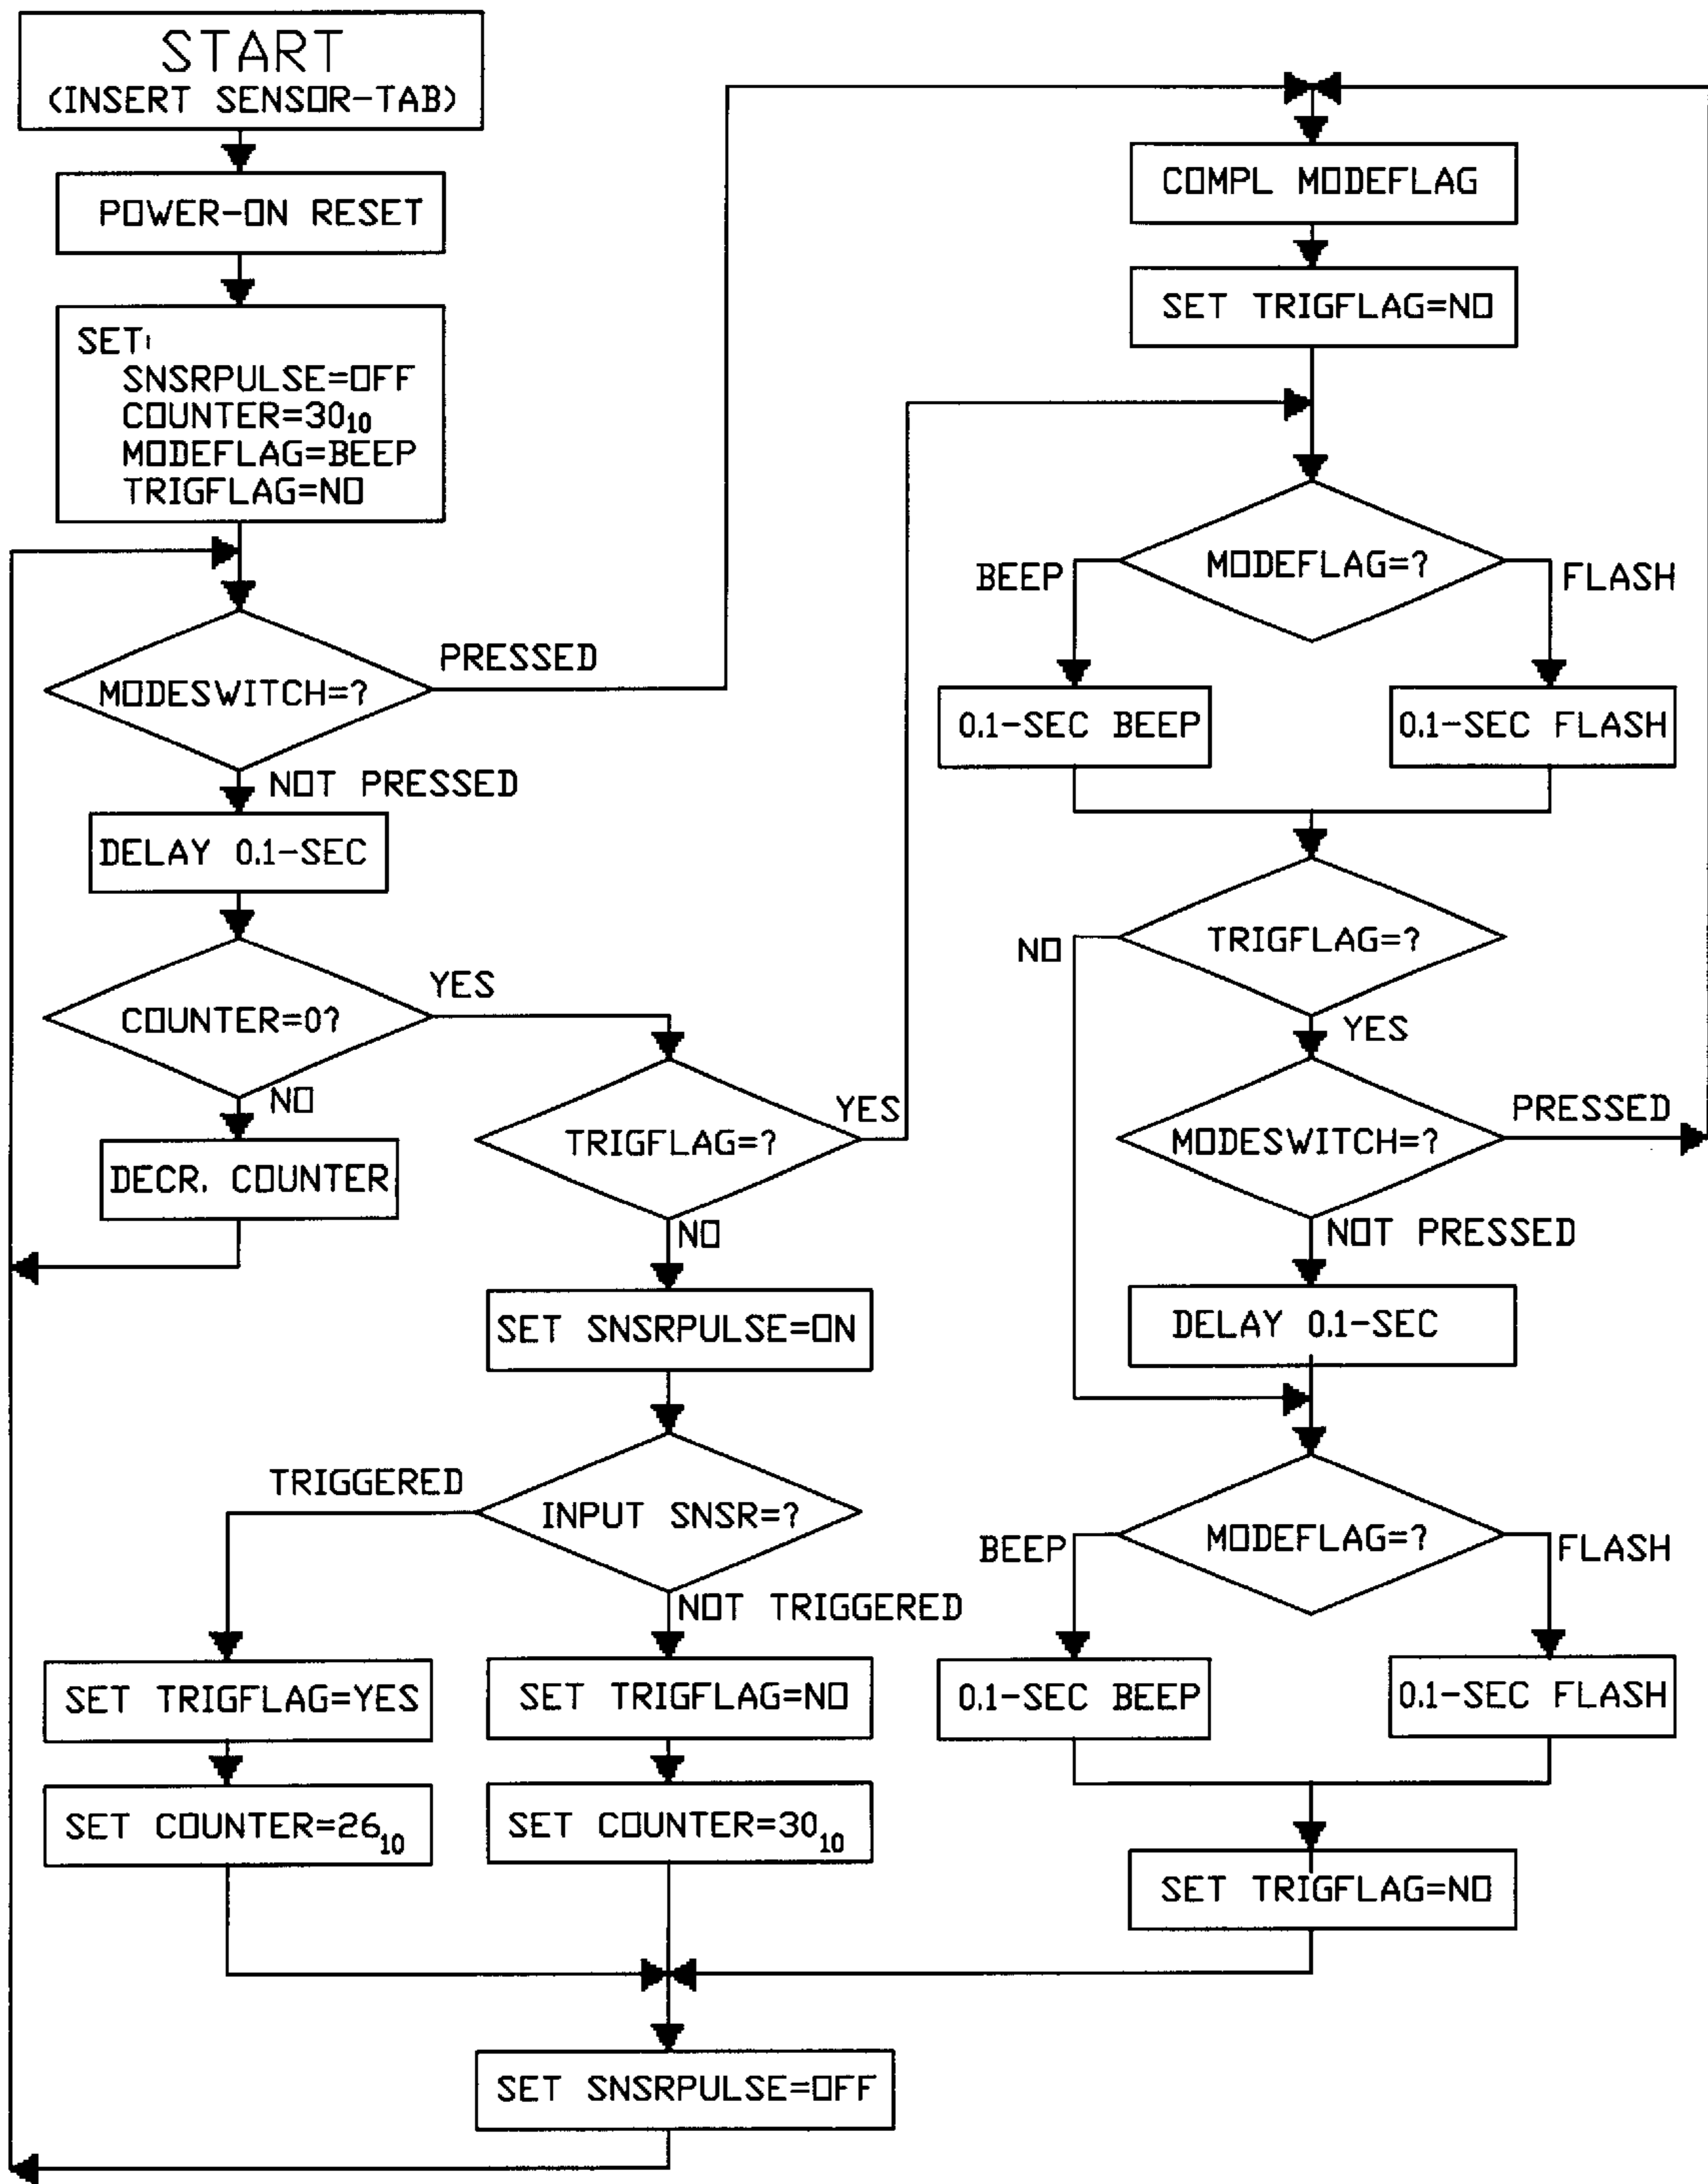 START
(INSERT SENSOR-TAB)
POWER-ON RESET
SET:
SNSRPULSE=OFF
COUNTER=30₁₀
MODEFLAG=BEEP
TRIGFLAG=NO
MODESWITCH=?
PRESSED
NOT PRESSED
DELAY 0.1-SEC
COUNTER=0?
YES
NO
DECR. COUNTER
TRIGFLAG=?
YES
NO
SET SNSRPULSE=ON
INPUT SNSR=?
TRIGGERED
NOT TRIGGERED
SET TRIGFLAG=YES
SET TRIGFLAG=NO
SET COUNTER=26₁₀
SET COUNTER=30₁₀
SET SNSRPULSE=OFF
COMPL MODEFLAG
SET TRIGFLAG=NO
MODEFLAG=?
BEEP
FLASH
0.1-SEC BEEP
0.1-SEC FLASH
TRIGFLAG=?
NO
YES
MODESWITCH=?
PRESSED
NOT PRESSED
DELAY 0.1-SEC
MODEFLAG=?
BEEP
FLASH
0.1-SEC BEEP
0.1-SEC FLASH
SET TRIGFLAG=NO